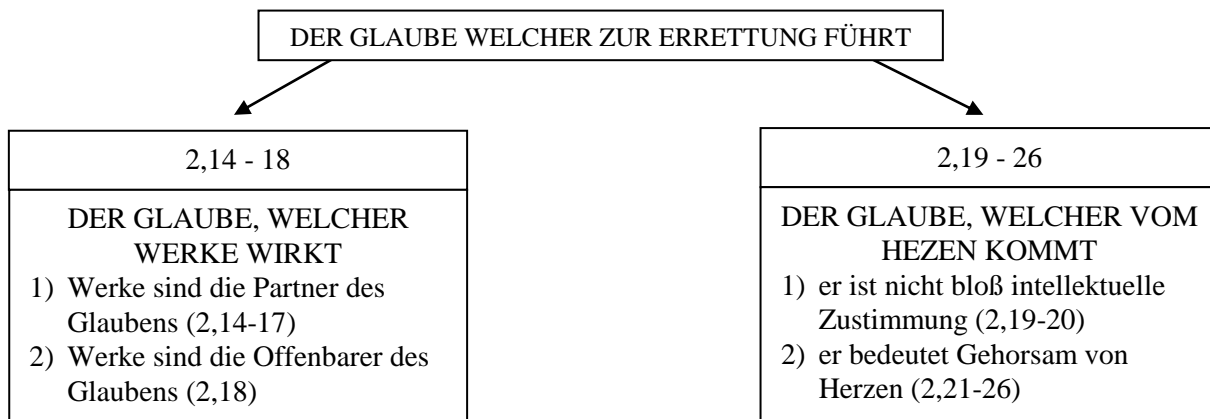 DER GLAUBE WELCHER ZUR ERRETTUNG FÜHRT
2,14 - 18
DER GLAUBE, WELCHER
WERKE WIRKT
1) Werke sind die Partner des
Glaubens (2,14-17)
2) Werke sind die Offenbarer des
Glaubens (2,18)
2,19 - 26
DER GLAUBE, WELCHER VOM
HEZEN KOMMT
1) er ist nicht bloß intellektuelle
Zustimmung (2,19-20)
2) er bedeutet Gehorsam von
Herzen (2,21-26)